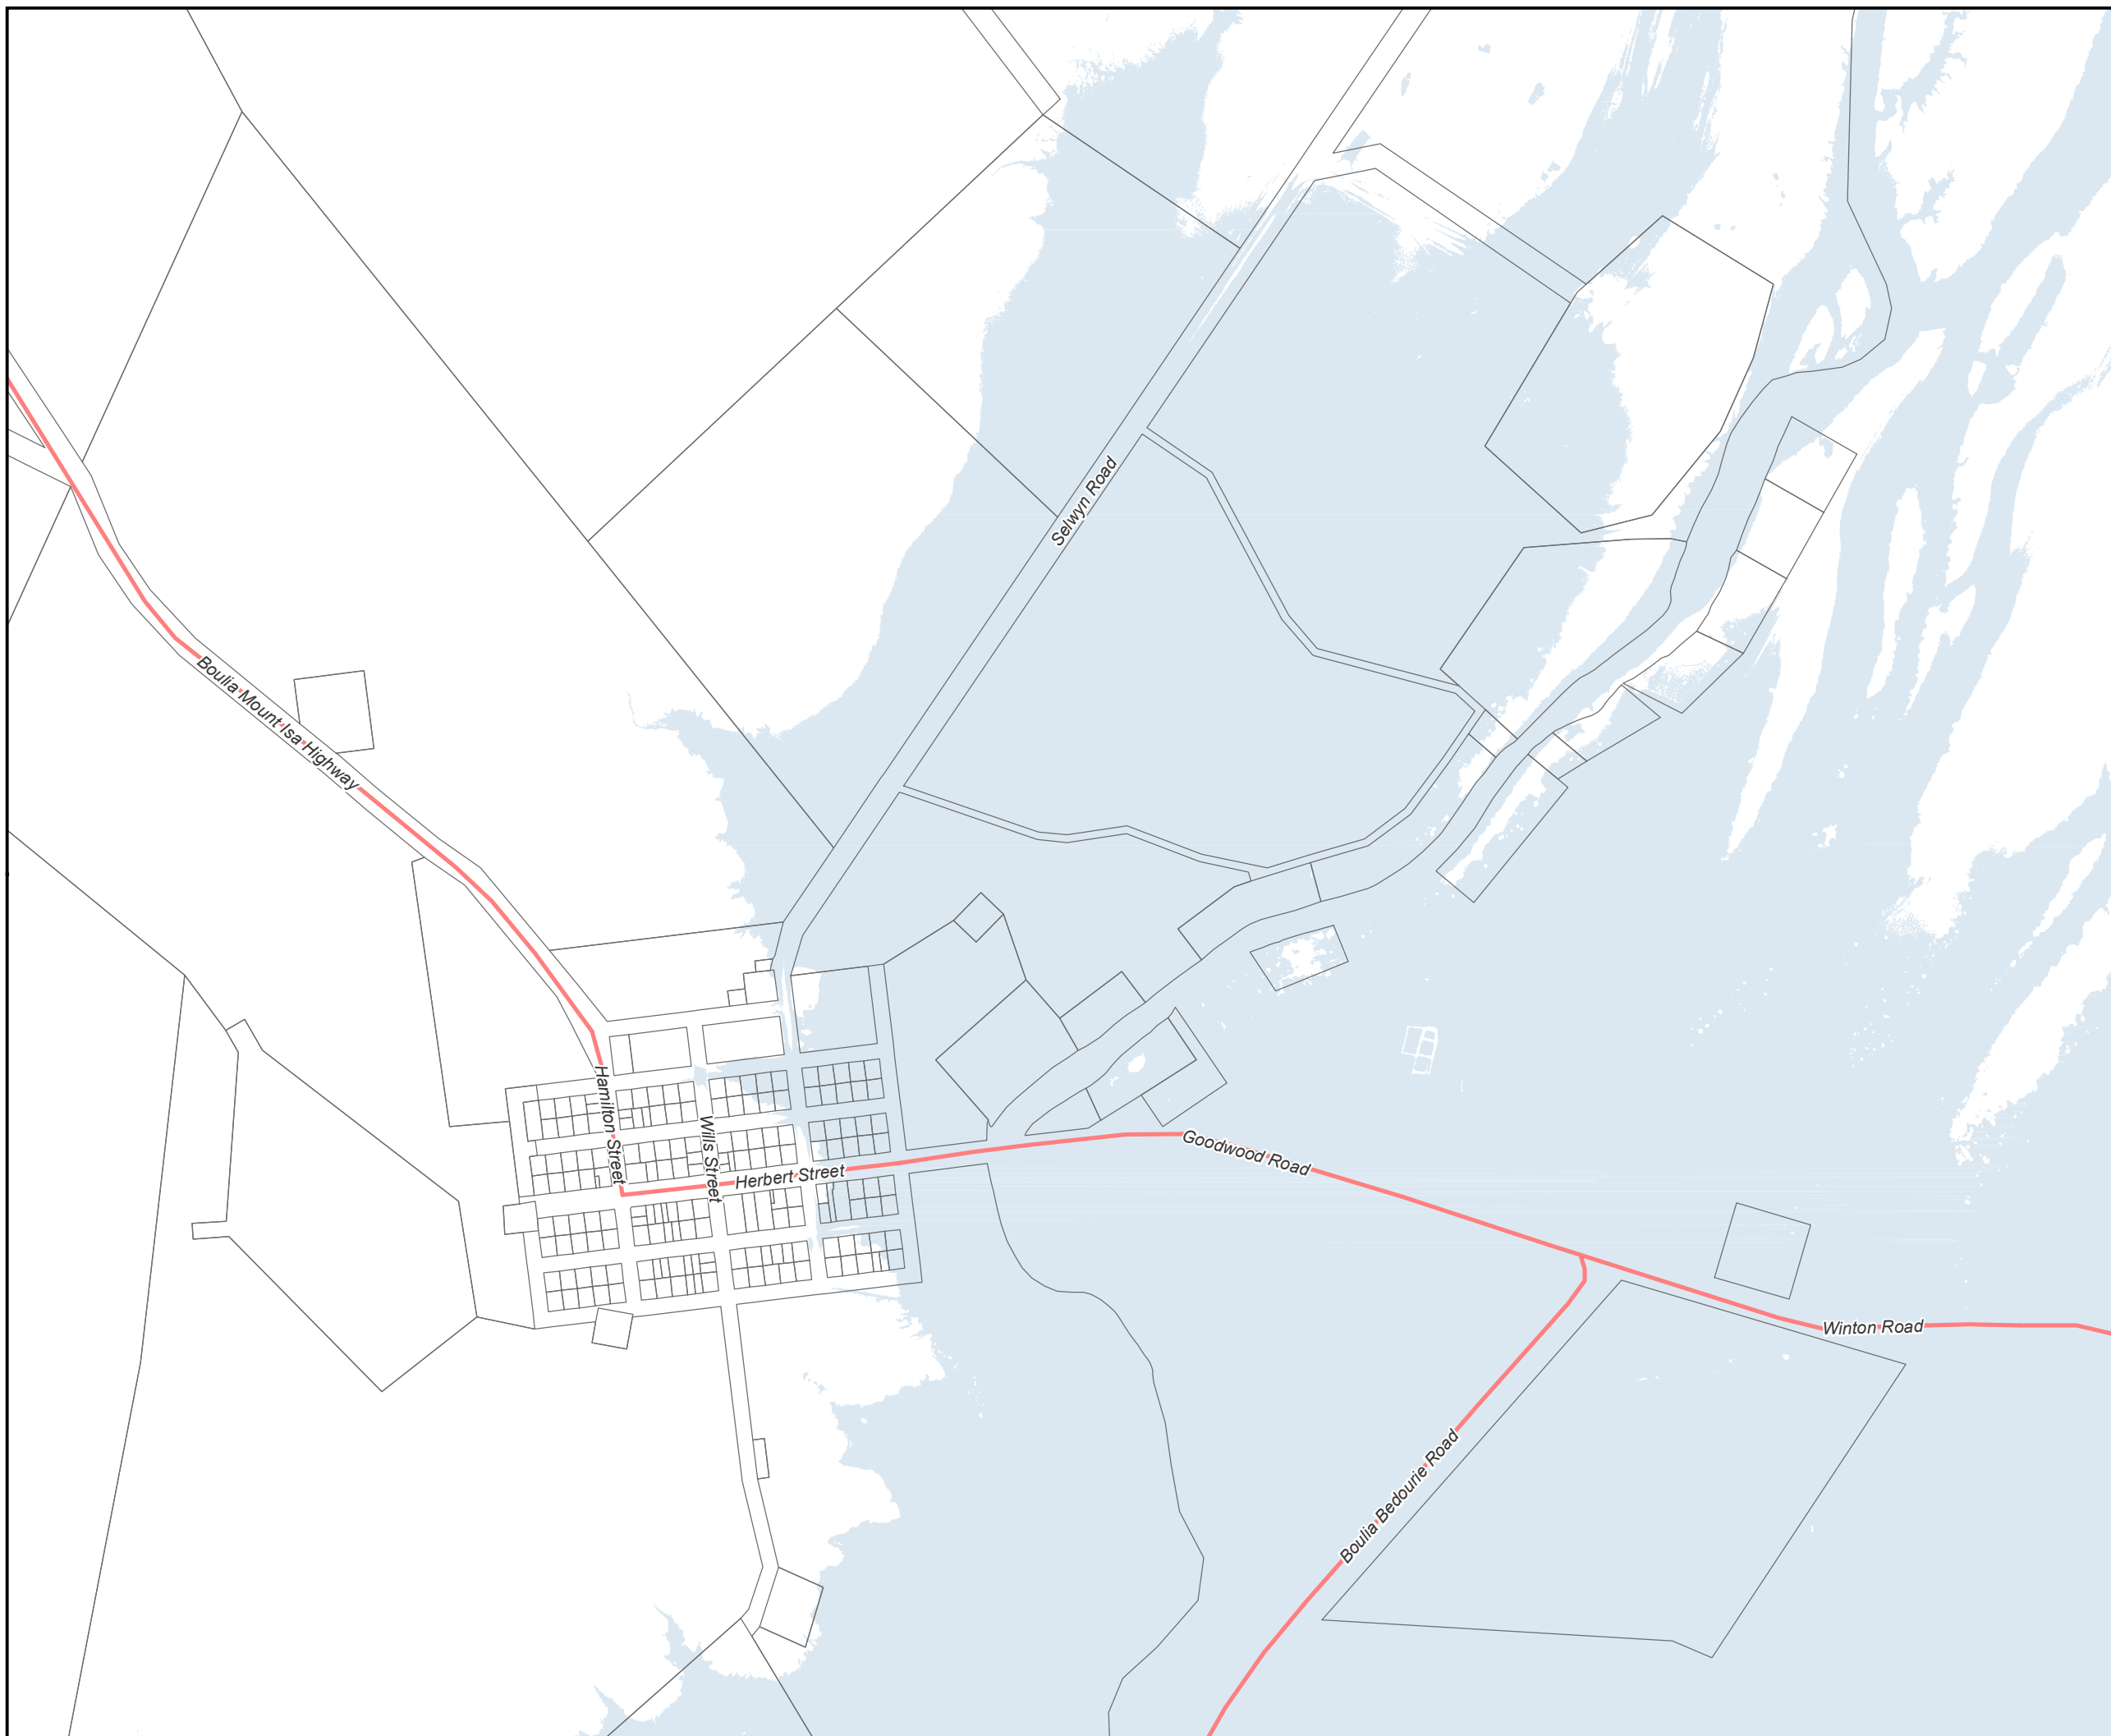 Selwyn Road
Boulia Mount Isa Highway
Hamilton Street
Wills Street
Herbert Street
Goodwood Road
Winton Road
Boulia Bedourie Road